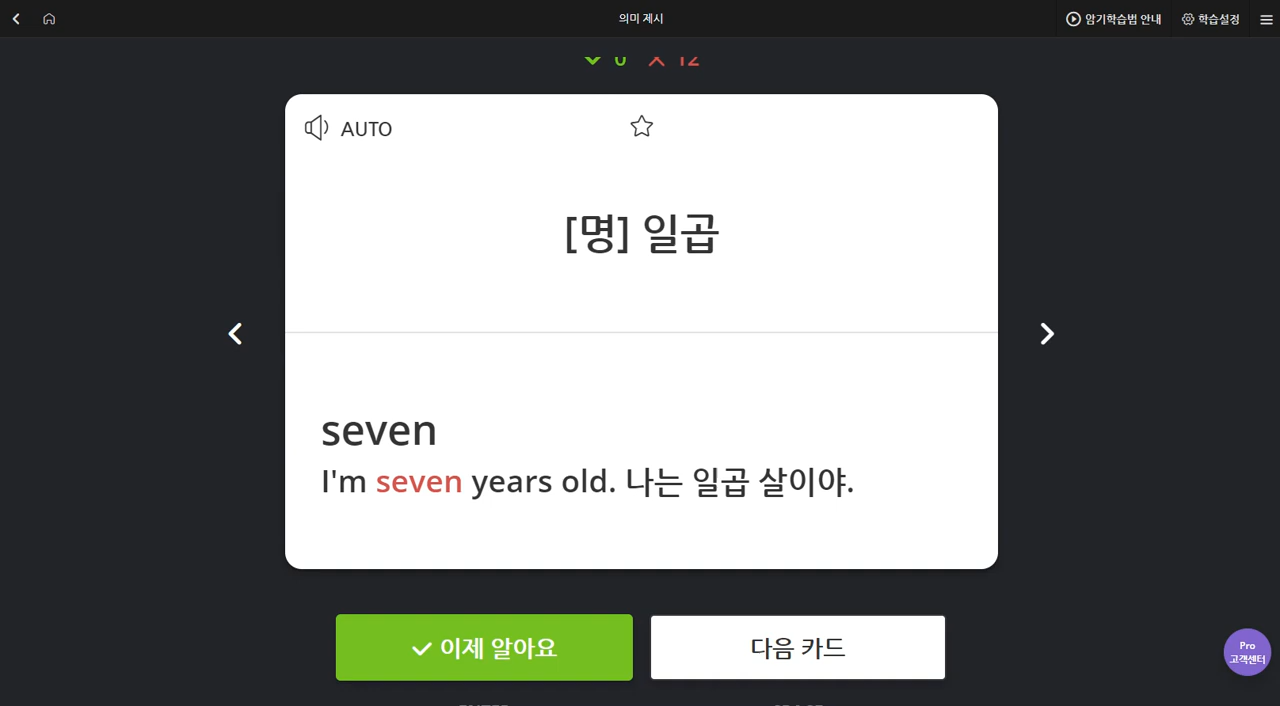 의미 제시
암기학습법 안내
학습설정
AUTO
[명] 일곱
seven
I'm seven years old. 나는 일곱 살이야.
이제 알아요
다음 카드
Pro
고객센터